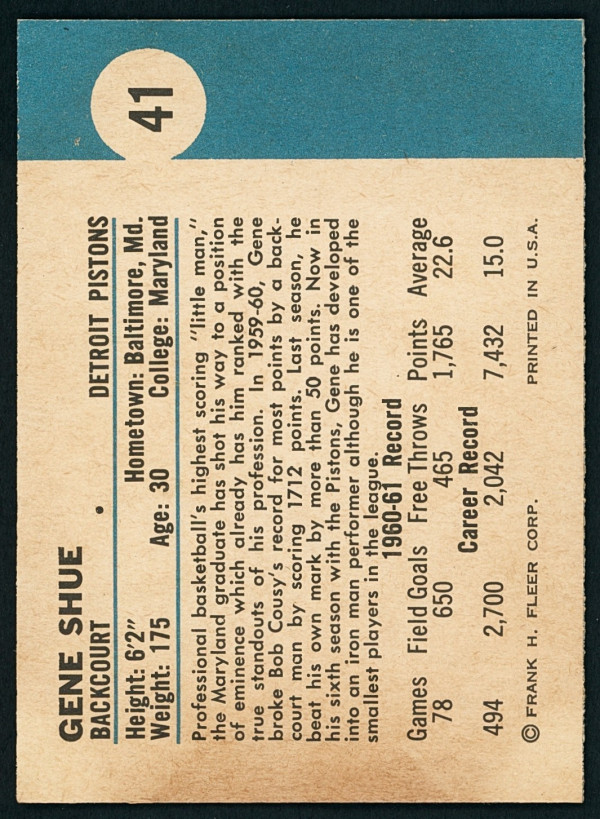 41
GENE SHUE
BACKCOURT • DETROIT PISTONS
Height: 6'2" Hometown: Baltimore, Md.
Weight: 175 Age: 30 College: Maryland
Professional basketball's highest scoring "little man,"
the Maryland graduate has shot his way to a position
of eminence which already has him ranked with the
true standouts of his profession. In 1959-60, Gene
broke Bob Cousy's record for most points by a back-
court man by scoring 1712 points. Last season, he
beat his own mark by more than 50 points. Now in
his sixth season with the Pistons, Gene has developed
into an iron man performer although he is one of the
smallest players in the league.
1960-61 Record
Games Field Goals Free Throws Points Average
78 650 465 1,765 22.6
Career Record
494 2,700 2,042 7,432 15.0
© FRANK H. FLEER CORP. PRINTED IN U.S.A.